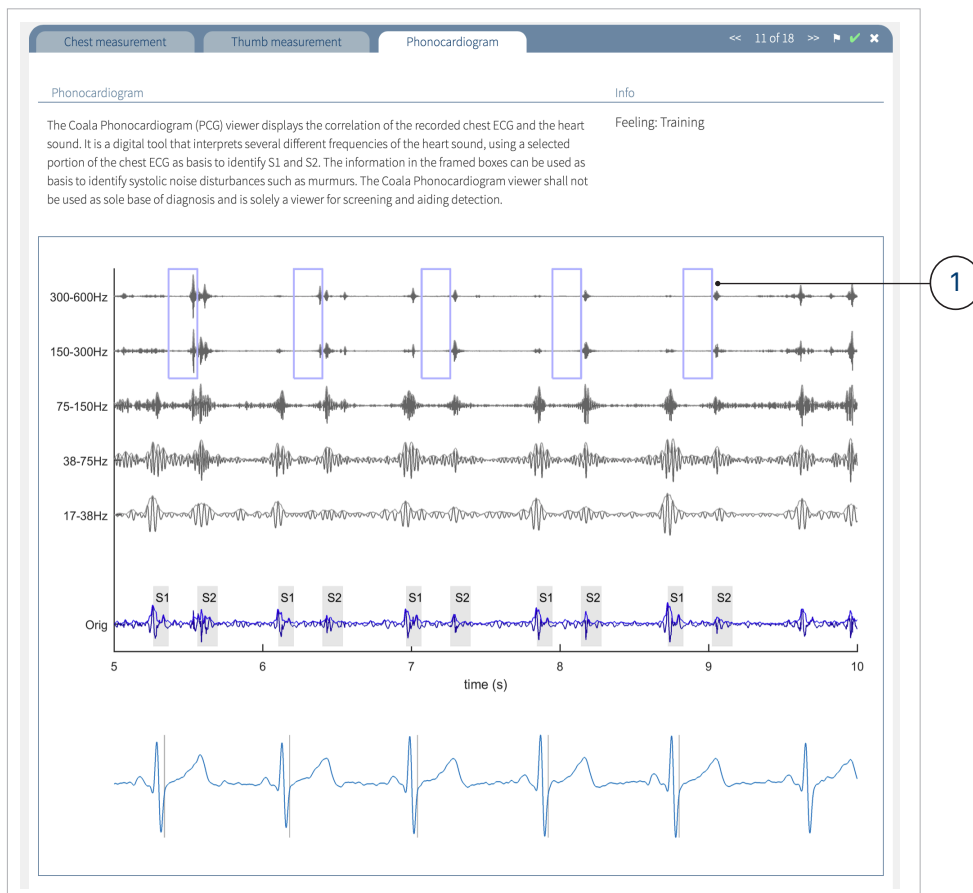 Chest measurement
Thumb measurement
Phonocardiogram
<< 11 of 18 >>
Phonocardiogram
Info
The Coala Phonocardiogram (PCG) viewer displays the correlation of the recorded chest ECG and the heart
sound. It is a digital tool that interprets several different frequencies of the heart sound, using a selected
portion of the chest ECG as basis to identify S1 and S2. The information in the framed boxes can be used as
basis to identify systolic noise disturbances such as murmurs. The Coala Phonocardiogram viewer shall not
be used as sole base of diagnosis and is solely a viewer for screening and aiding detection.
Feeling: Training
1
300-600Hz
150-300Hz
75-150Hz
38-75Hz
17-38Hz
S1 S2 S1 S2 S1 S2 S1 S2 S1 S2
Orig
5 6 7 8 9 10
time (s)